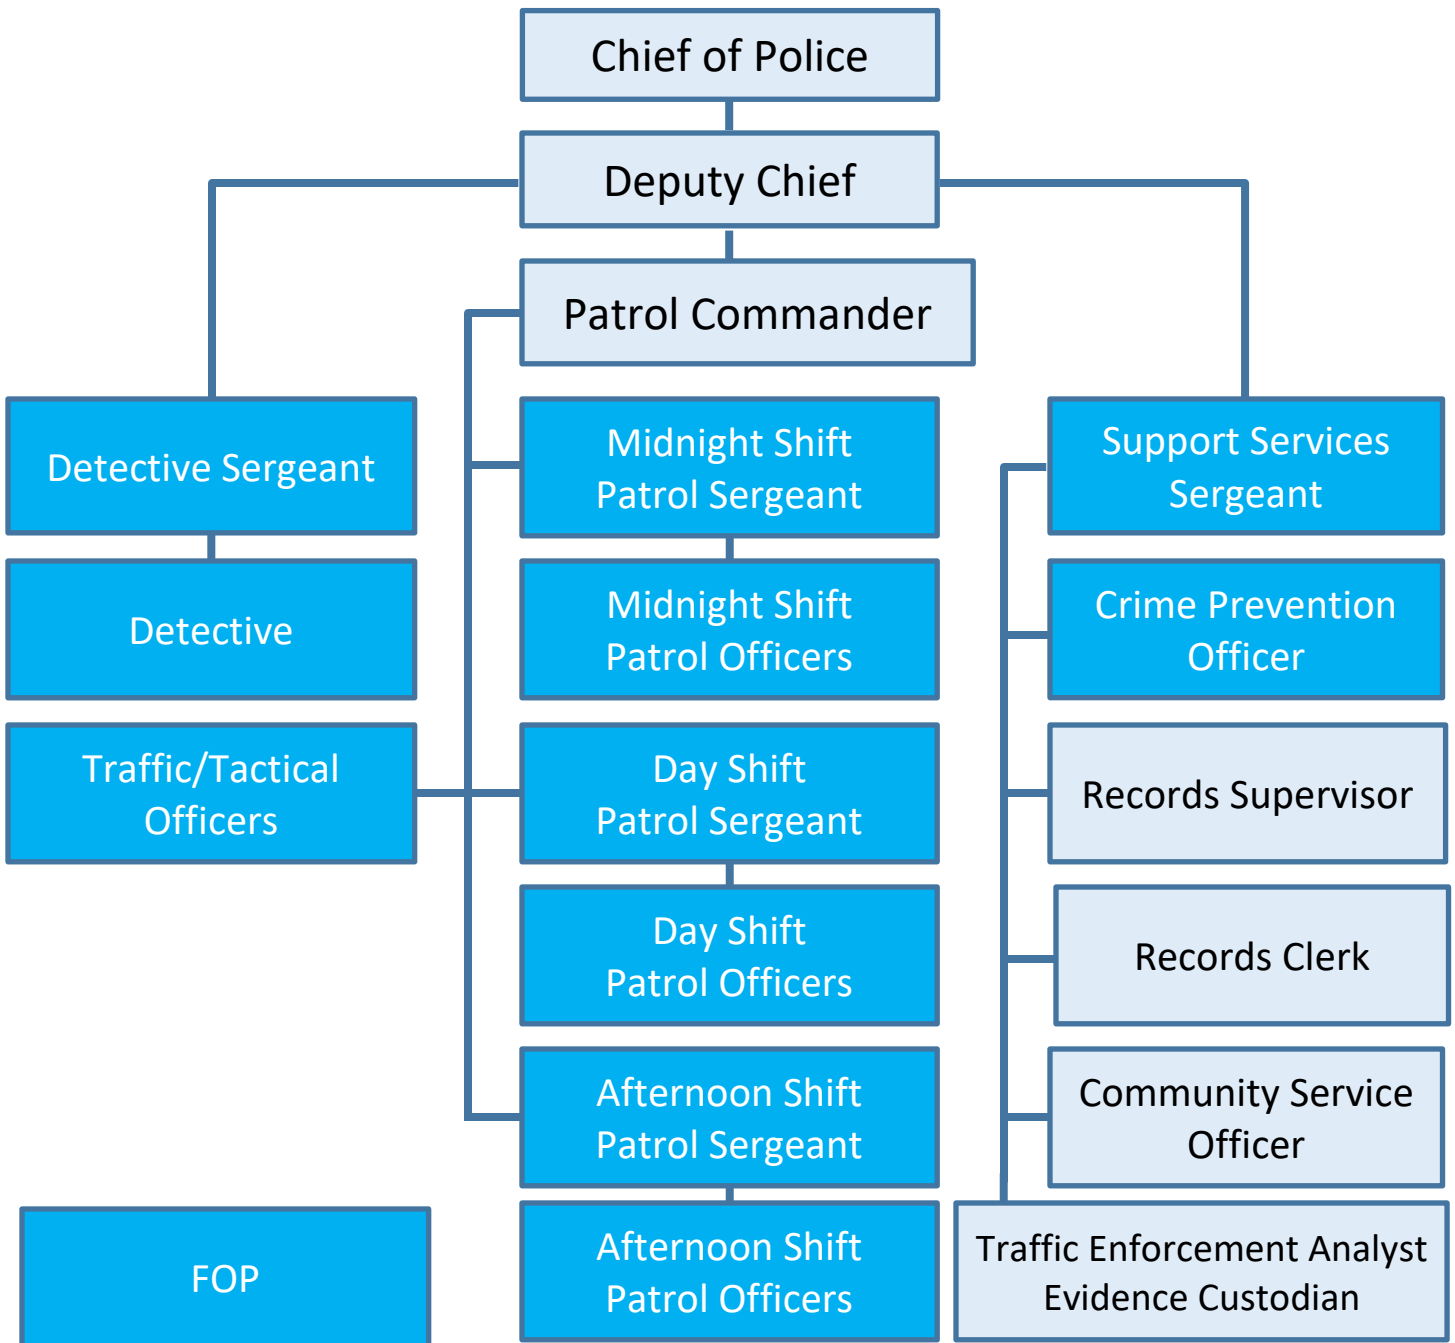 Chief of Police
Deputy Chief
Patrol Commander
Detective Sergeant
Midnight Shift
Patrol Sergeant
Support Services
Sergeant
Detective
Midnight Shift
Patrol Officers
Crime Prevention
Officer
Traffic/Tactical
Officers
Day Shift
Patrol Sergeant
Records Supervisor
Day Shift
Patrol Officers
Records Clerk
Afternoon Shift
Patrol Sergeant
Community Service
Officer
FOP
Afternoon Shift
Patrol Officers
Traffic Enforcement Analyst
Evidence Custodian